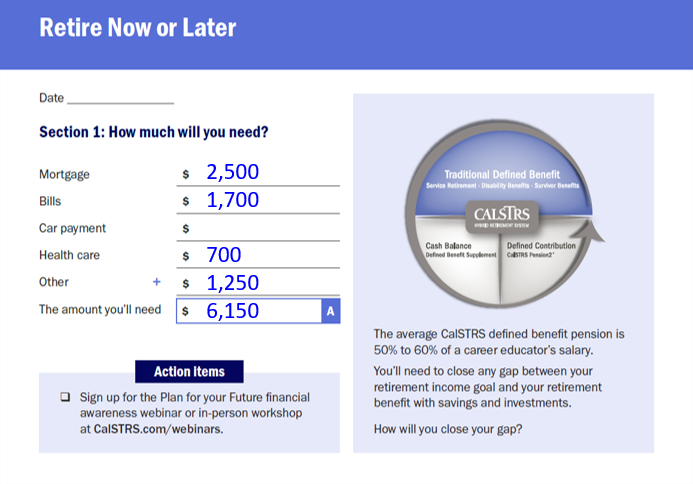 Retire Now or Later
Date
Section 1: How much will you need?
Mortgage $ 2,500
Bills $ 1,700
Car payment $
Health care $ 700
Other + $ 1,250
The amount you'll need $ 6,150 A
Action Items
❑ Sign up for the Plan for your Future financial
awareness webinar or in-person workshop
at CalSTRS.com/webinars.
Traditional Defined Benefit
Service Retirement · Disability Benefits · Survivor Benefits
CALSTRS
HYBRID RETIREMENT SYSTEM
Cash Balance
Defined Benefit Supplement
Defined Contribution
CalSTRS Pension2®
The average CalSTRS defined benefit pension is
50% to 60% of a career educator's salary.
You'll need to close any gap between your
retirement income goal and your retirement
benefit with savings and investments.
How will you close your gap?